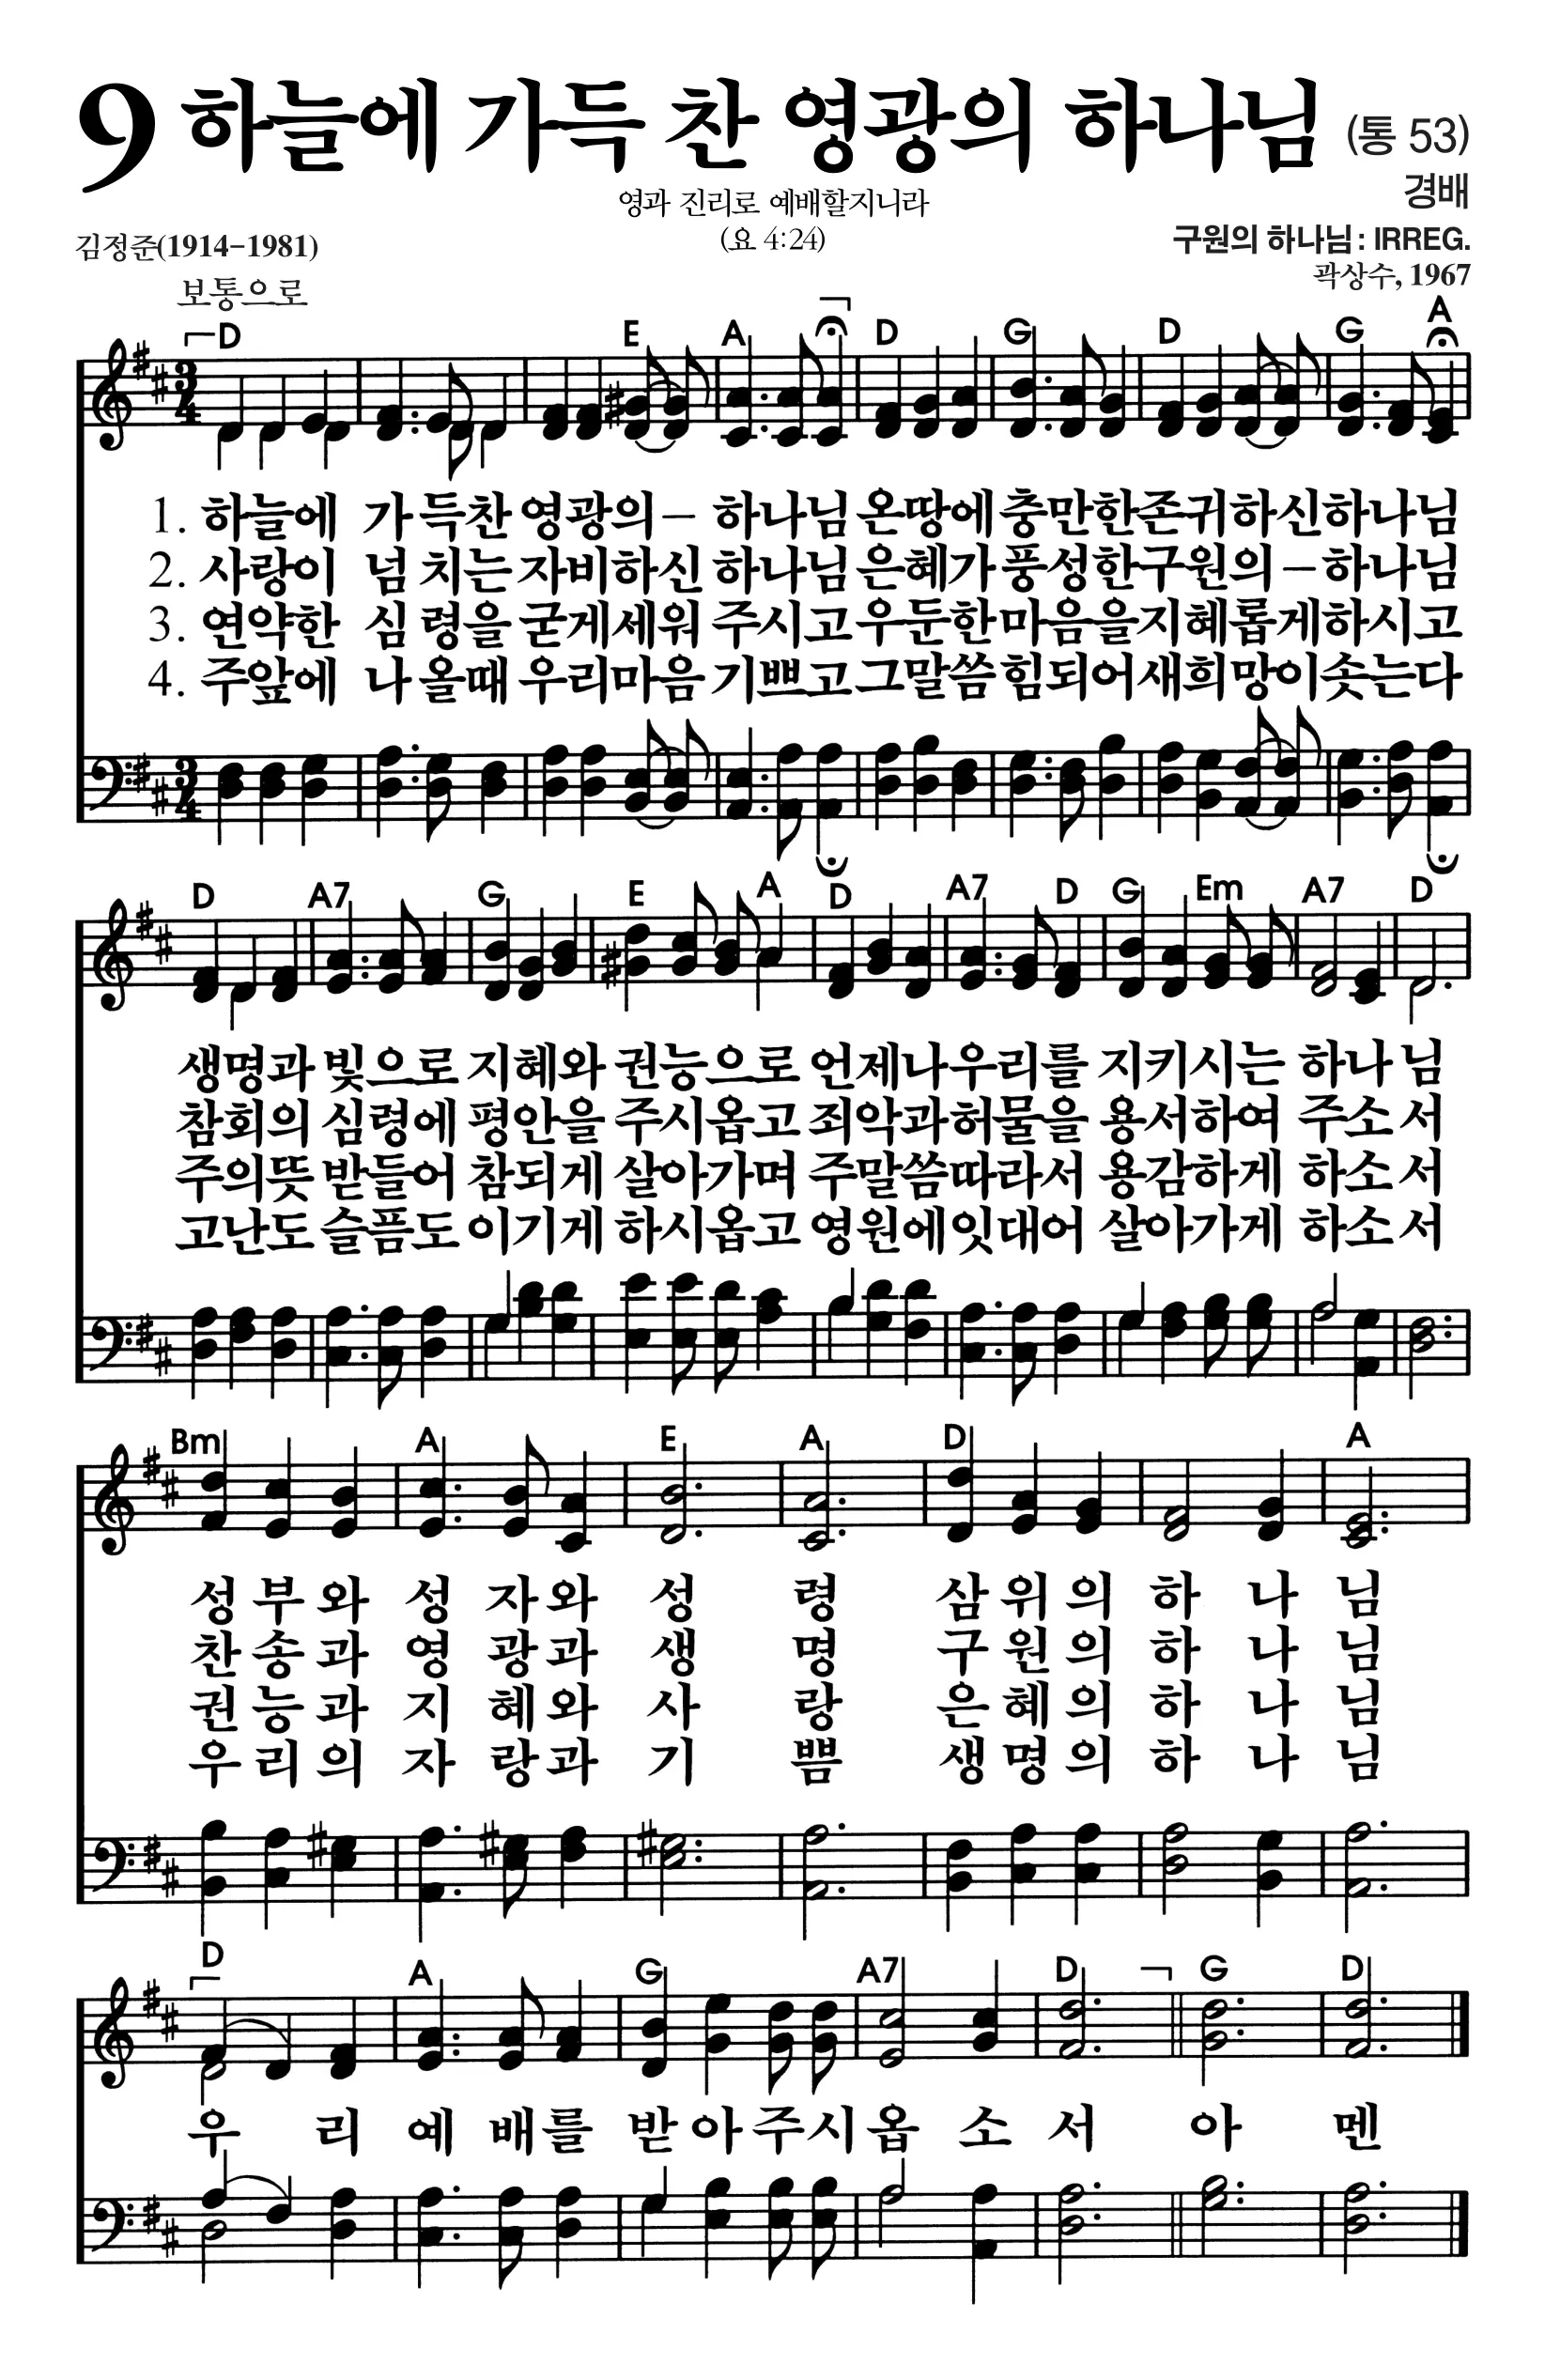 9 하늘에 가득 찬 영광의 하나님 (통 53)
경배
영과 진리로 예배할지니라
(요 4:24)
김정준(1914-1981)
구원의 하나님: IRREG.
곽상수, 1967
보통으로
D E A D G D G A
3 4
1. 하늘에 가득찬 영광의- 하나님 온땅에 충만한존귀하신하나님
2. 사랑이 넘치는 자비하신 하나님 은혜가 풍성한구원의-하나님
3. 연약한 심령을 굳게세워 주시고 우둔한 마음을지혜롭게하시고
4. 주앞에 나올때 우리마음 기쁘고 그말씀 힘되어새희망이솟는다
3 4
D A7 G E A D A7 D G Em A7 D
생명과 빛으로 지혜와 권능으로 언제나우리를 지키시는 하나님
참회의 심령에 평안을 주시옵고 죄악과허물을 용서하여 주소서
주의뜻 받들어 참되게 살아가며 주말씀따라서 용감하게 하소서
고난도 슬픔도 이기게 하시옵고 영원에잇대어 살아가게 하소서
Bm A E A D A
성부와 성자와 성령 삼위의 하나님
찬송과 영광과 생명 구원의 하나님
권능과 지혜와 사랑 은혜의 하나님
우리의 자랑과 기쁨 생명의 하나님
D A G A7 D G D
우리 예배를 받아주시옵소서 아멘